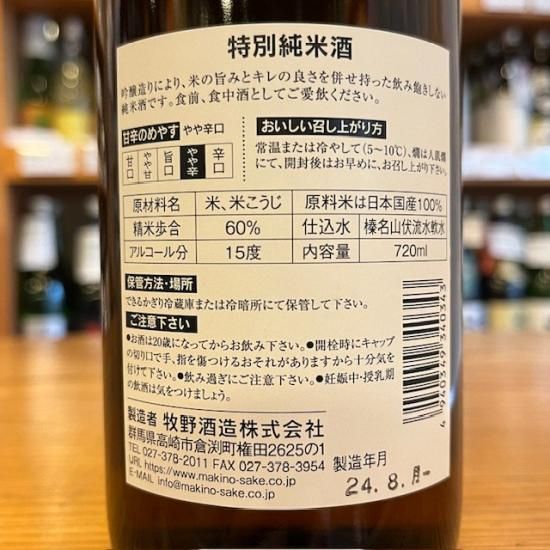 特別純米酒
吟醸造りにより、米の旨みとキレの良さを併せ持った飲み飽きしない
純米酒です。食前、食中酒としてご愛飲ください。
甘辛のめやす やや辛口
甘口 やや甘 旨口 やや辛 辛口
おいしい召し上がり方
常温または冷やして(5～10℃)、燗は人肌燗
にて、開封後はお早めに、お召し上がり下さい。
原材料名 米、米こうじ 原料米は日本国産100%
精米歩合 60% 仕込水 榛名山伏流水軟水
アルコール分 15度 内容量 720ml
保管方法・場所
できるかぎり冷蔵庫または冷暗所にて保管して下さい。
ご注意下さい
●お酒は20歳になってからお飲み下さい。●開栓時にキャップ
の切り口で手、指を傷つけるおそれがありますから十分気を
付けて下さい。●飲み過ぎにご注意下さい。●妊娠中・授乳期
の飲酒は気をつけましょう。
製造者 牧野酒造株式会社
群馬県高崎市倉渕町権田2625の1
TEL 027-378-2011 FAX 027-378-3954
URL https://www.makino-sake.co.jp
E-MAIL info@makino-sake.co.jp
製造年月
24.8.月
4 940349 340343